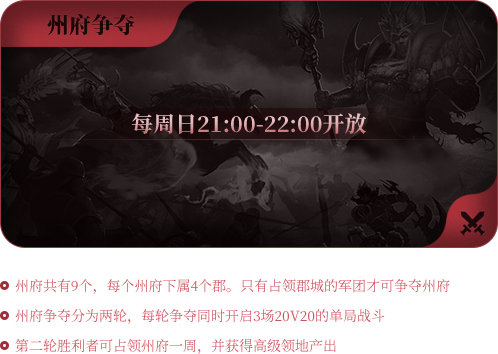 州府争夺
每周日21:00-22:00开放
州府共有9个，每个州府下属4个郡。只有占领郡城的军团才可争夺州府
州府争夺分为两轮，每轮争夺同时开启3场20V20的单局战斗
第二轮胜利者可占领州府一周，并获得高级领地产出